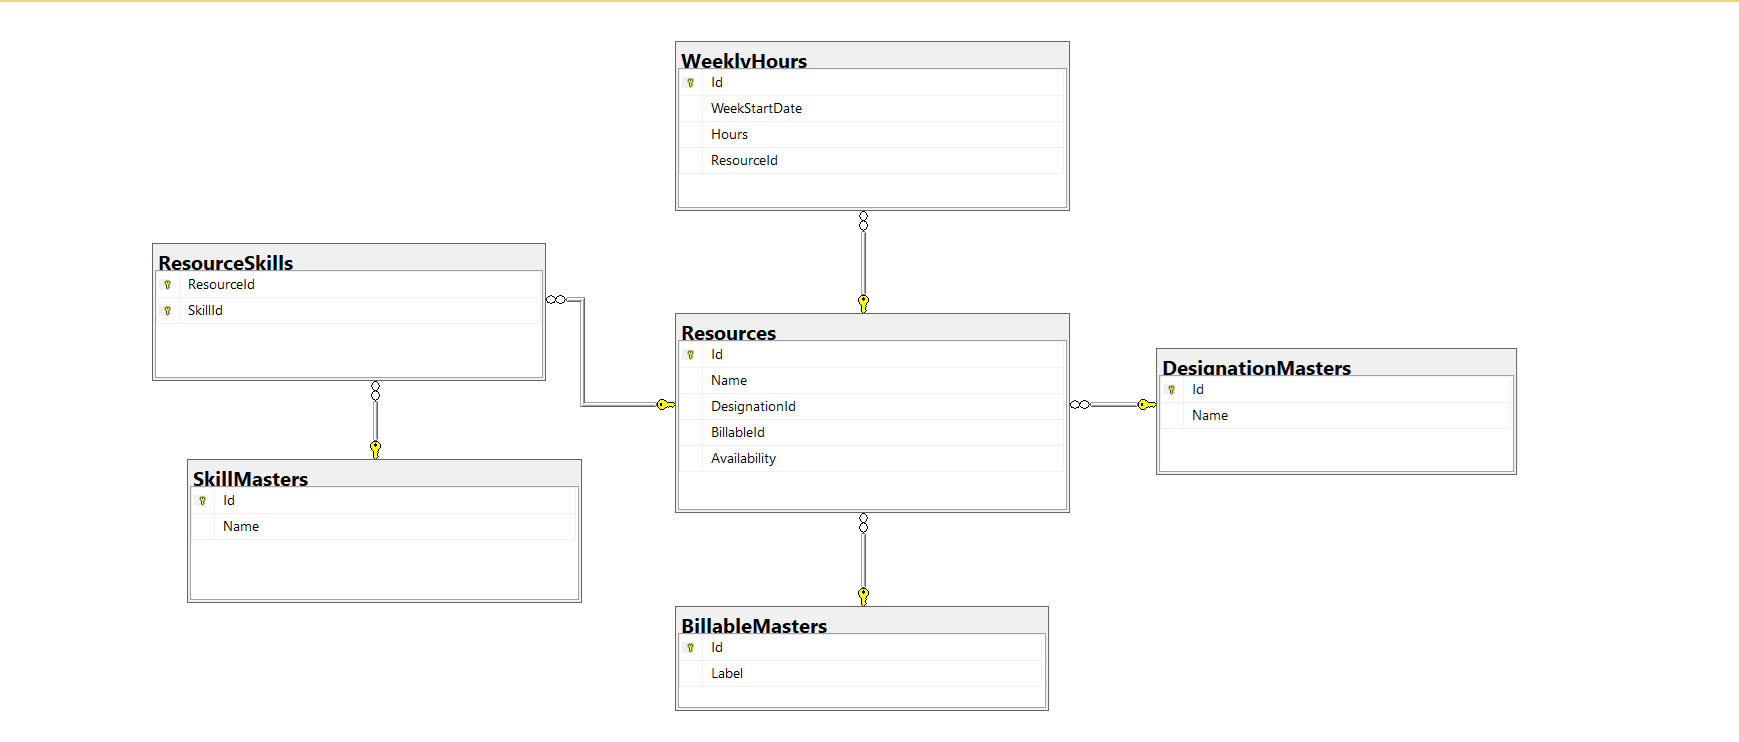 WeeklyHours
Id
WeekStartDate
Hours
ResourceId
ResourceSkills
ResourceId
SkillId
Resources
Id
Name
DesignationId
BillableId
Availability
DesignationMasters
Id
Name
SkillMasters
Id
Name
BillableMasters
Id
Label